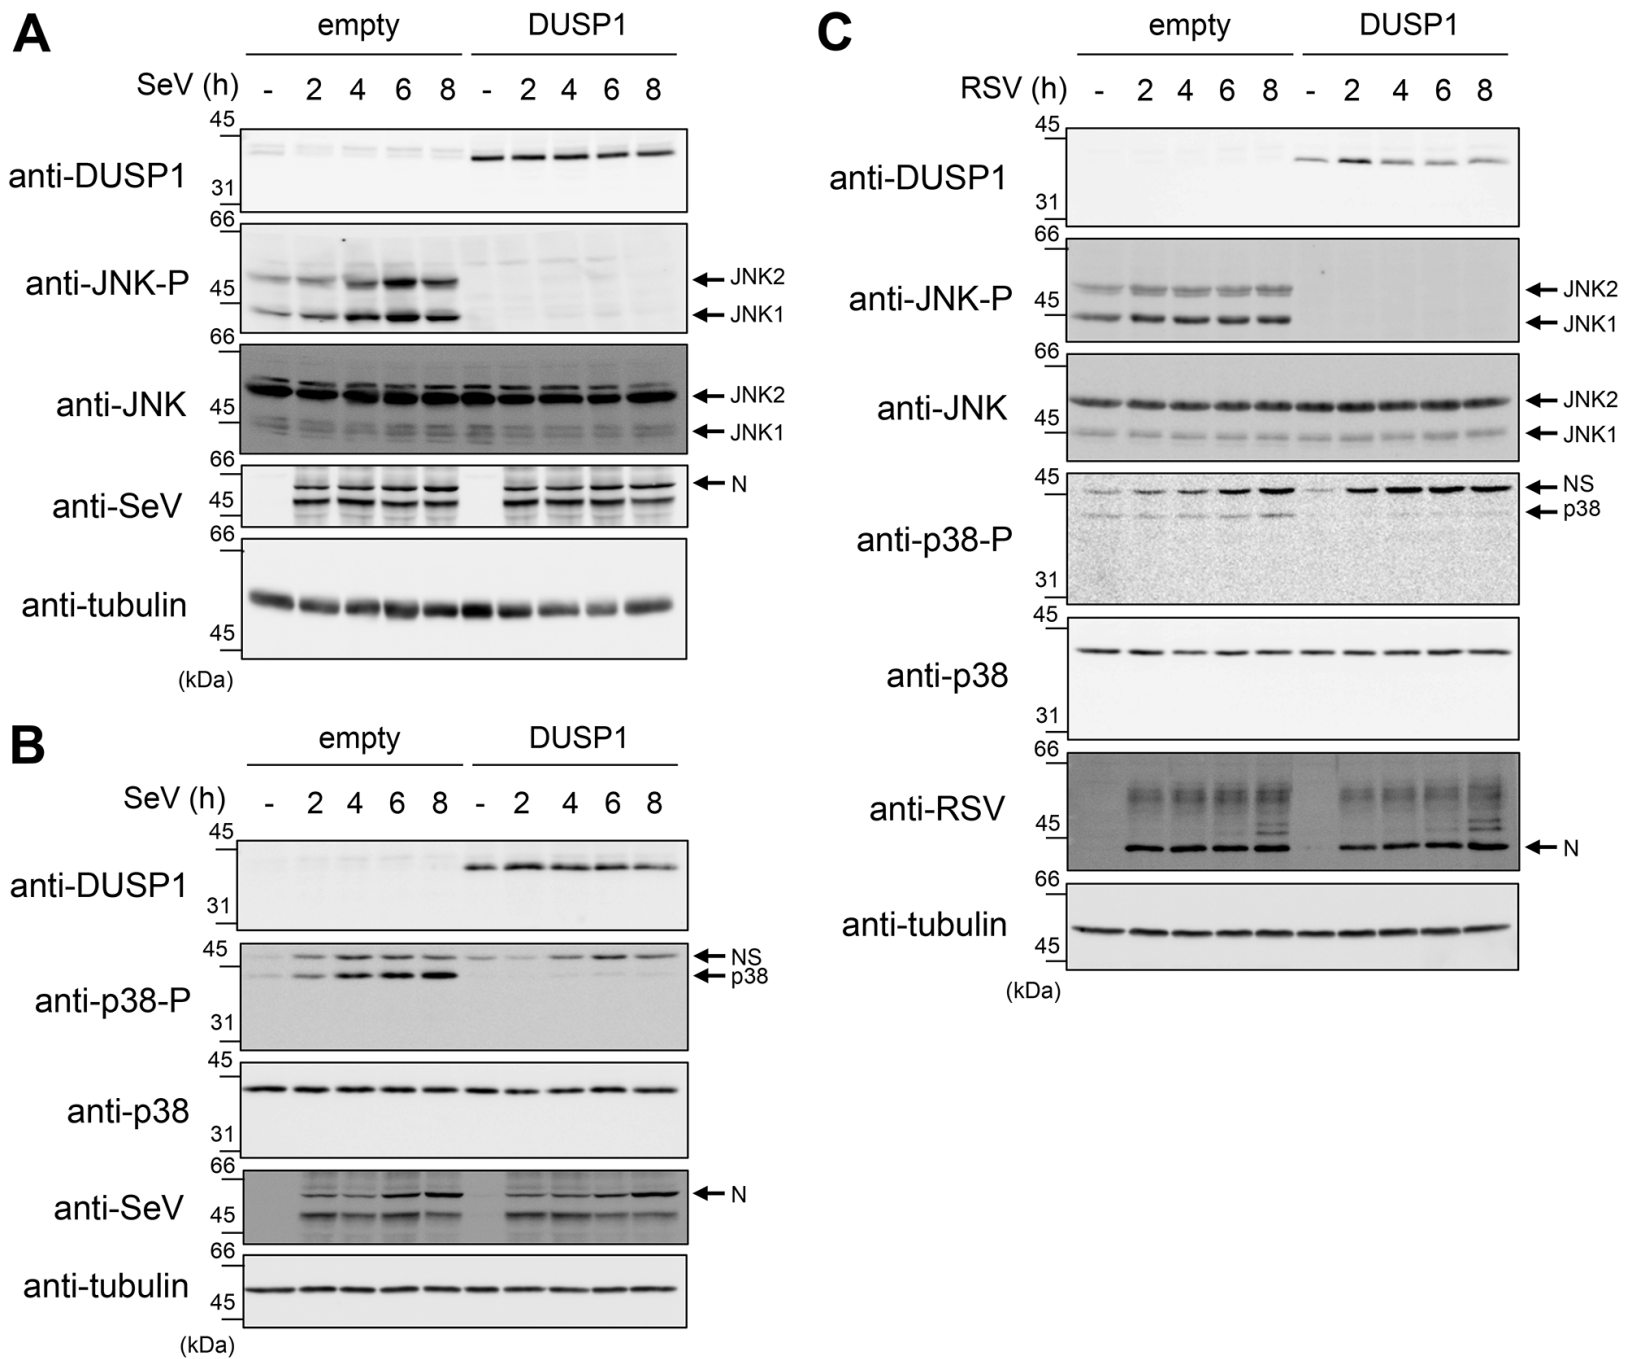 A
empty DUSP1
SeV (h) - 2 4 6 8 - 2 4 6 8
45
anti-DUSP1
31
66
anti-JNK-P
JNK2
45
JNK1
66
anti-JNK
JNK2
45
JNK1
66
N
anti-SeV
45
66
anti-tubulin
45
(kDa)
B
empty DUSP1
SeV (h) - 2 4 6 8 - 2 4 6 8
45
anti-DUSP1
31
45
NS
p38
anti-p38-P
31
45
anti-p38
31
66
N
anti-SeV
45
66
anti-tubulin
45
(kDa)
C
empty DUSP1
RSV (h) - 2 4 6 8 - 2 4 6 8
45
anti-DUSP1
31
66
JNK2
anti-JNK-P
45
JNK1
66
JNK2
anti-JNK
45
JNK1
45
NS
p38
anti-p38-P
31
45
anti-p38
31
66
anti-RSV
45
N
66
anti-tubulin
45
(kDa)